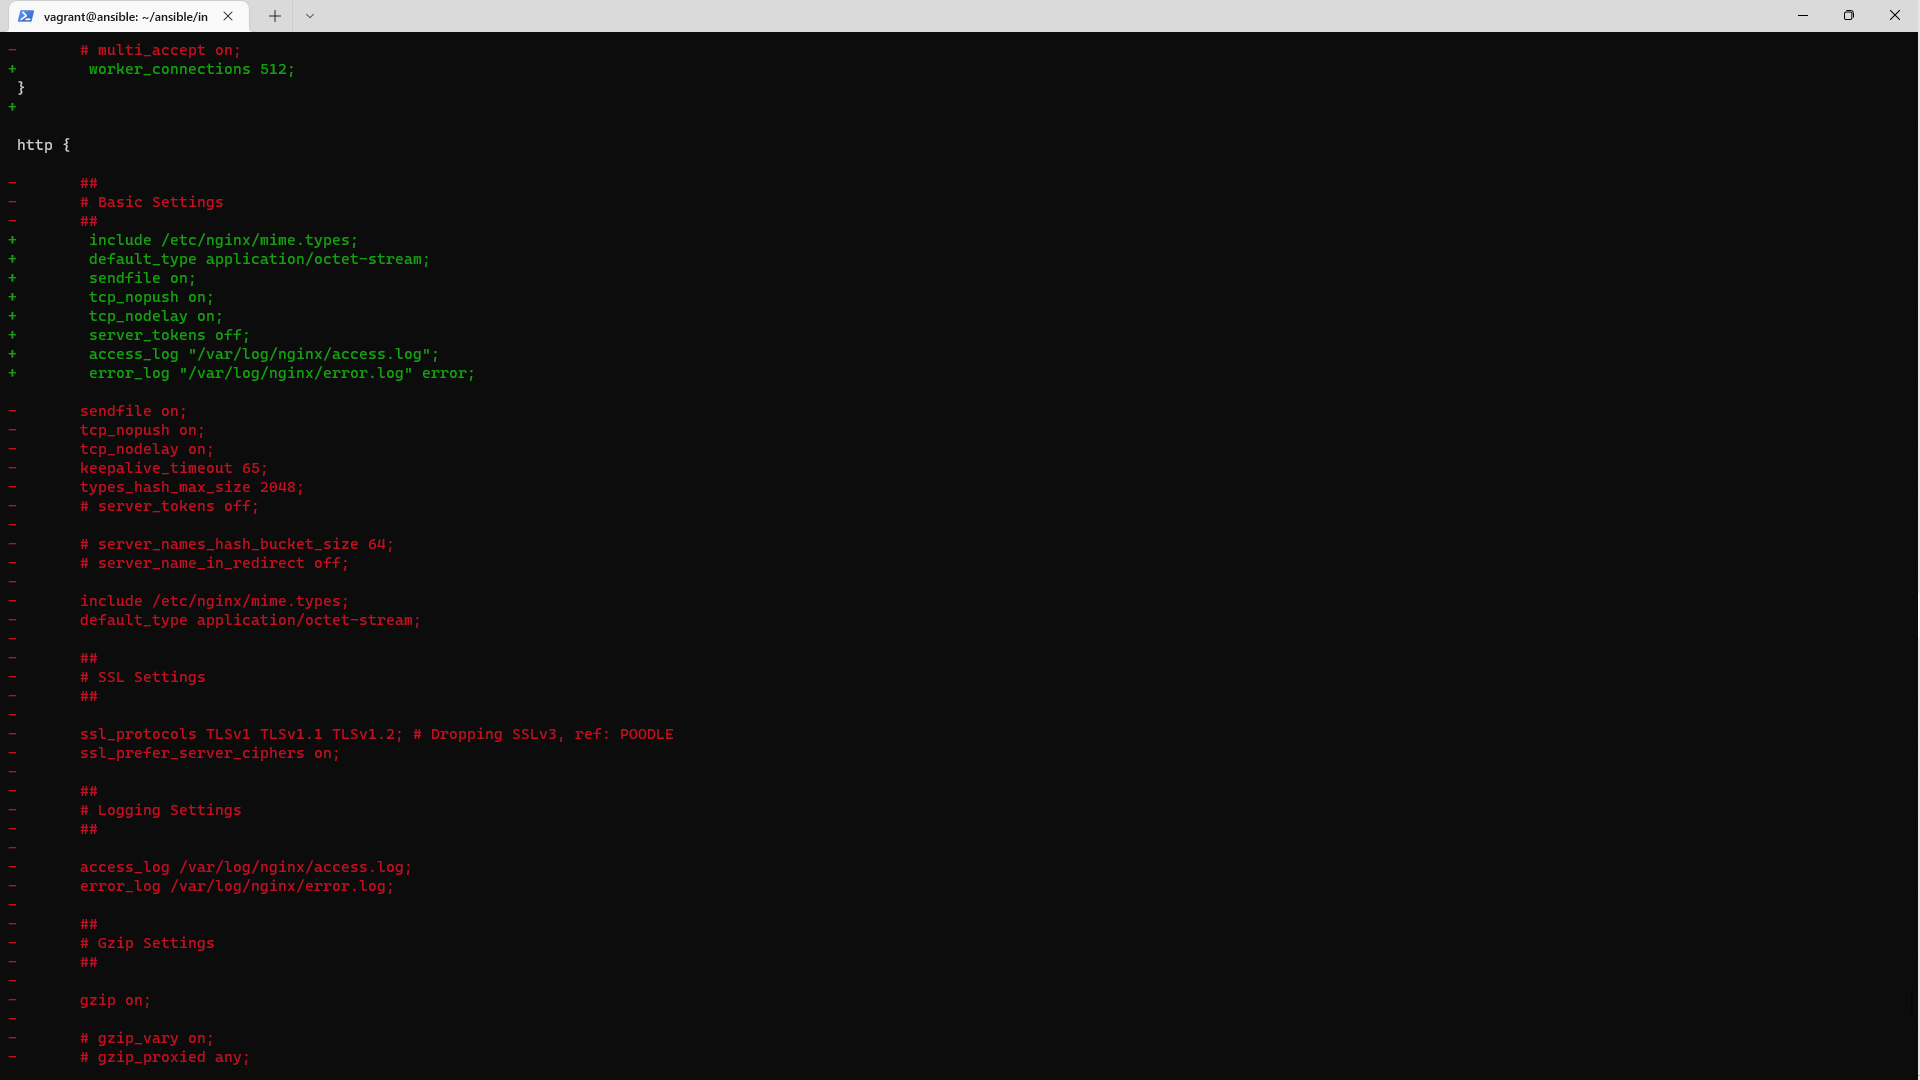 vagrant@ansible: ~/ansible/in
-       # multi_accept on;
+        worker_connections 512;
 }
+
 http {
-       ##
-       # Basic Settings
-       ##
+        include /etc/nginx/mime.types;
+        default_type application/octet-stream;
+        sendfile on;
+        tcp_nopush on;
+        tcp_nodelay on;
+        server_tokens off;
+        access_log "/var/log/nginx/access.log";
+        error_log "/var/log/nginx/error.log" error;
-       sendfile on;
-       tcp_nopush on;
-       tcp_nodelay on;
-       keepalive_timeout 65;
-       types_hash_max_size 2048;
-       # server_tokens off;
-
-       # server_names_hash_bucket_size 64;
-       # server_name_in_redirect off;
-
-       include /etc/nginx/mime.types;
-       default_type application/octet-stream;
-
-       ##
-       # SSL Settings
-       ##
-
-       ssl_protocols TLSv1 TLSv1.1 TLSv1.2; # Dropping SSLv3, ref: POODLE
-       ssl_prefer_server_ciphers on;
-
-       ##
-       # Logging Settings
-       ##
-
-       access_log /var/log/nginx/access.log;
-       error_log /var/log/nginx/error.log;
-
-       ##
-       # Gzip Settings
-       ##
-
-       gzip on;
-
-       # gzip_vary on;
-       # gzip_proxied any;